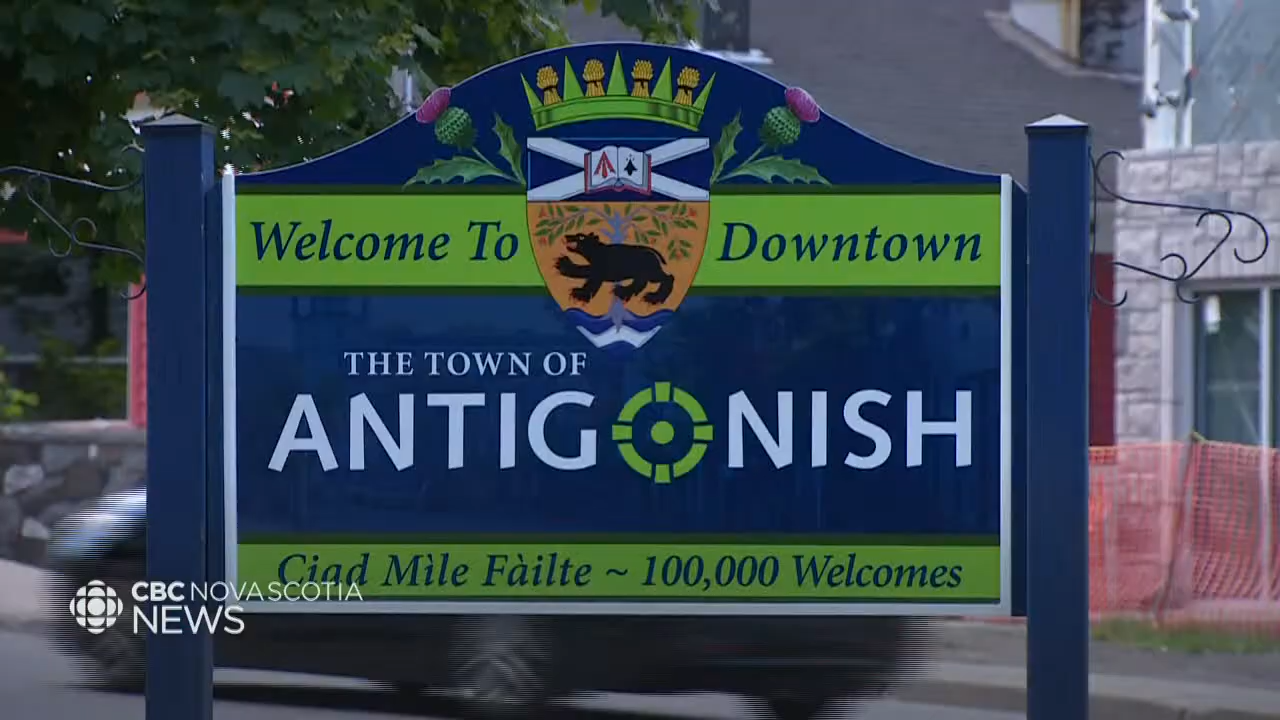 Welcome To Downtown
THE TOWN OF
ANTIGONISH
Ciad Mìle Fàilte ~ 100,000 Welcomes
CBC NOVA SCOTIA
NEWS